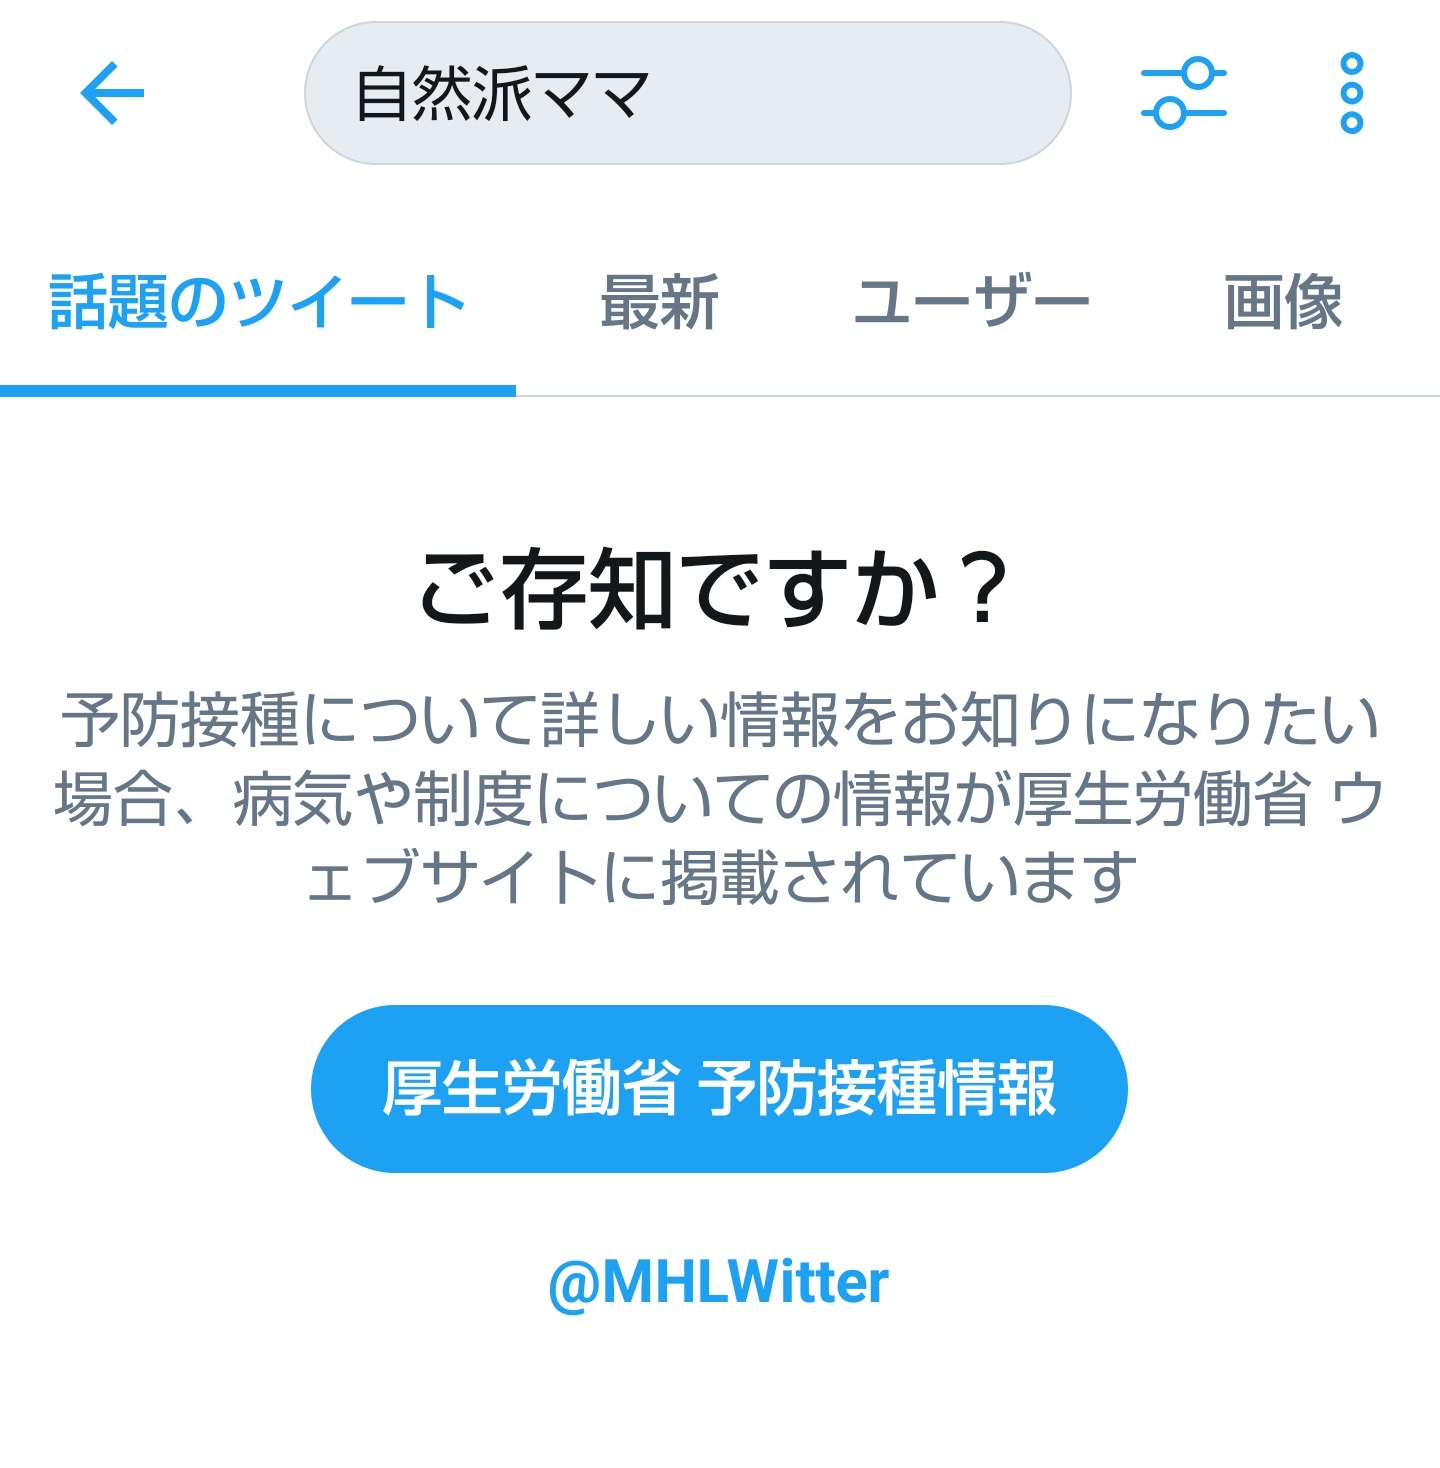 自然派ママ
話題のツイート 最新 ユーザー 画像
ご存知ですか？
予防接種について詳しい情報をお知りになりたい
場合、病気や制度についての情報が厚生労働省 ウ
ェブサイトに掲載されています
厚生労働省 予防接種情報
@MHLWitter